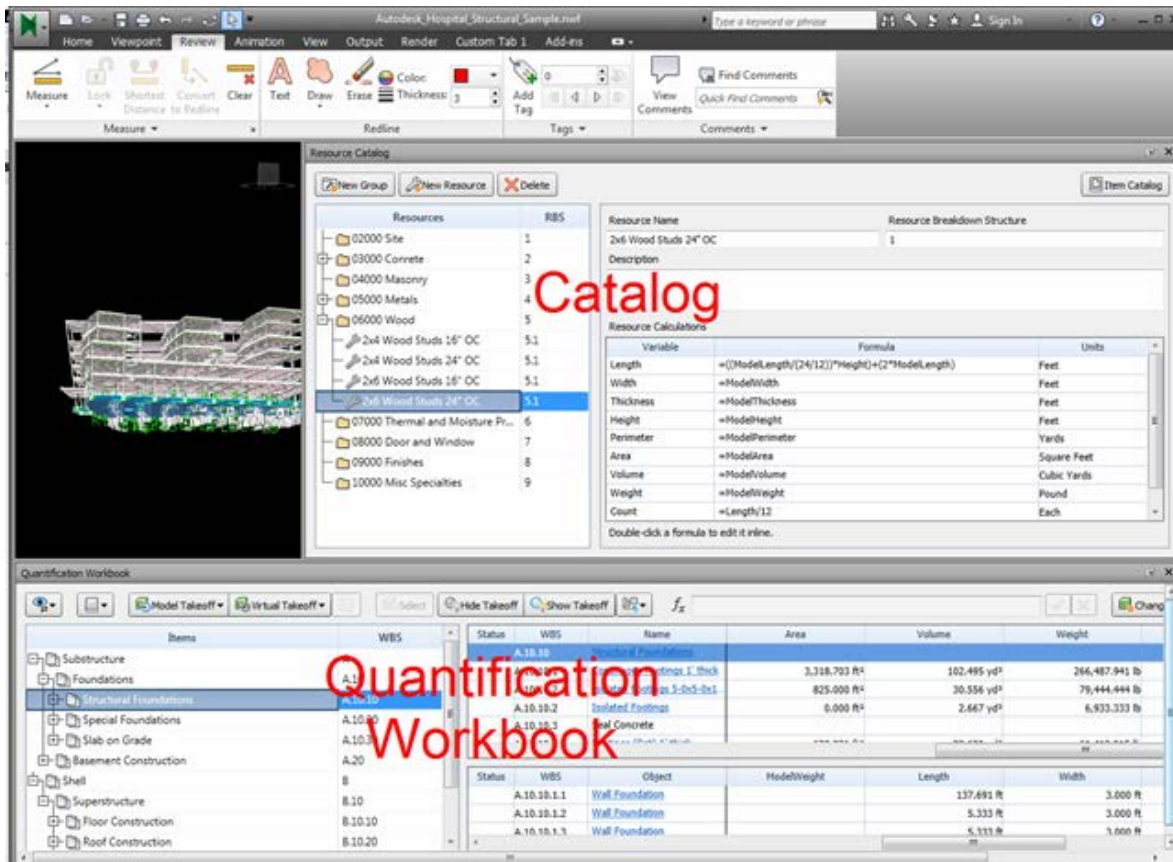 Autodesk_Hospital_Structural_Sample.nwf Type a keyword or phrase Sign In
Home Viewpoint Review Animation View Output Render Custom Tab 1 Add-ins
Color:
Thickness: 3
0
Find Comments
Quick Find Comments
Measure Lock Shortest Distance Convert to Redline Clear Text Draw Erase Add Tag View Comments
Measure Redline Tags Comments
Resource Catalog
New Group New Resource Delete Item Catalog
Resources RBS
02000 Site 1
03000 Conrete 2
04000 Masonry 3
05000 Metals 4
06000 Wood 5
2x4 Wood Studs 16" OC 5.1
2x4 Wood Studs 24" OC 5.1
2x6 Wood Studs 16" OC 5.1
2x6 Wood Studs 24" OC 5.1
07000 Thermal and Moisture Pr... 6
08000 Door and Window 7
09000 Finishes 8
10000 Misc Specialties 9
Resource Name Resource Breakdown Structure
2x6 Wood Studs 24" OC 1
Description
Catalog
Resource Calculations
Variable Formula Units
Length =((ModelLength/(24/12))*Height)+(2*ModelLength) Feet
Width =ModelWidth Feet
Thickness =ModelThickness Feet
Height =ModelHeight Feet
Perimeter =ModelPerimeter Yards
Area =ModelArea Square Feet
Volume =ModelVolume Cubic Yards
Weight =ModelWeight Pound
Count =Length/12 Each
Double-click a formula to edit it inline.
Quantification Workbook
Model Takeoff Virtual Takeoff Select Hide Takeoff Show Takeoff fx Chang
Items WBS
Substructure
Foundations A.10
Structural Foundations A.10.10
Special Foundations
Slab on Grade
Basement Construction A.20
Shell B
Superstructure B.10
Floor Construction B.10.10
Roof Construction B.10.20
Quantification
Workbook
Status WBS Name Area Volume Weight
A.10.10 Structural Foundations
1' thick 3,318.703 ft² 102.495 yd³ 266,487.941 lb
825.000 ft² 30.556 yd³ 79,444.444 lb
A.10.10.2 Isolated Footings 0.000 ft² 2.667 yd³ 6,933.333 lb
A.10.10.3 Seal Concrete
Status WBS Object ModelWeight Length Width
A.10.10.1.1 Wall Foundation 137.691 ft 3.000 ft
A.10.10.1.2 Wall Foundation 5.333 ft 3.000 ft
A.10.10.1.3 Wall Foundation 5.333 ft 3.000 ft